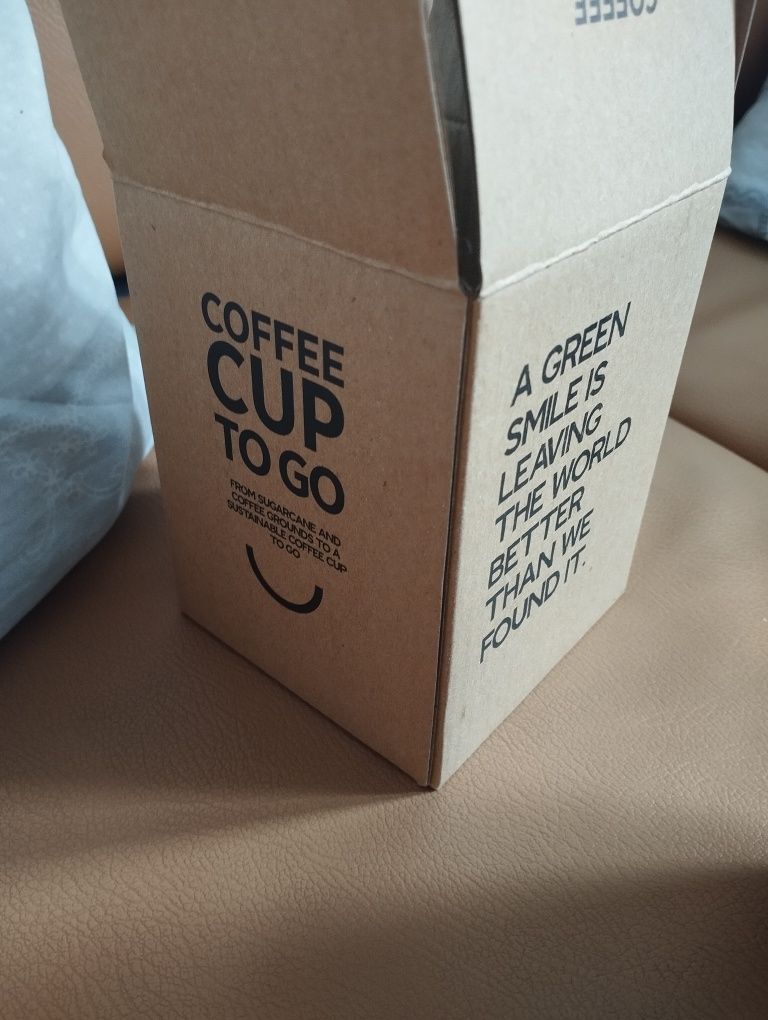 COFFEE
COFFEE
CUP
TO GO
FROM SUGARCANE AND
COFFEE GROUNDS TO A
SUSTAINABLE COFFEE CUP
TO GO
A GREEN
SMILE IS
LEAVING
THE WORLD
BETTER
THAN WE
FOUND IT.